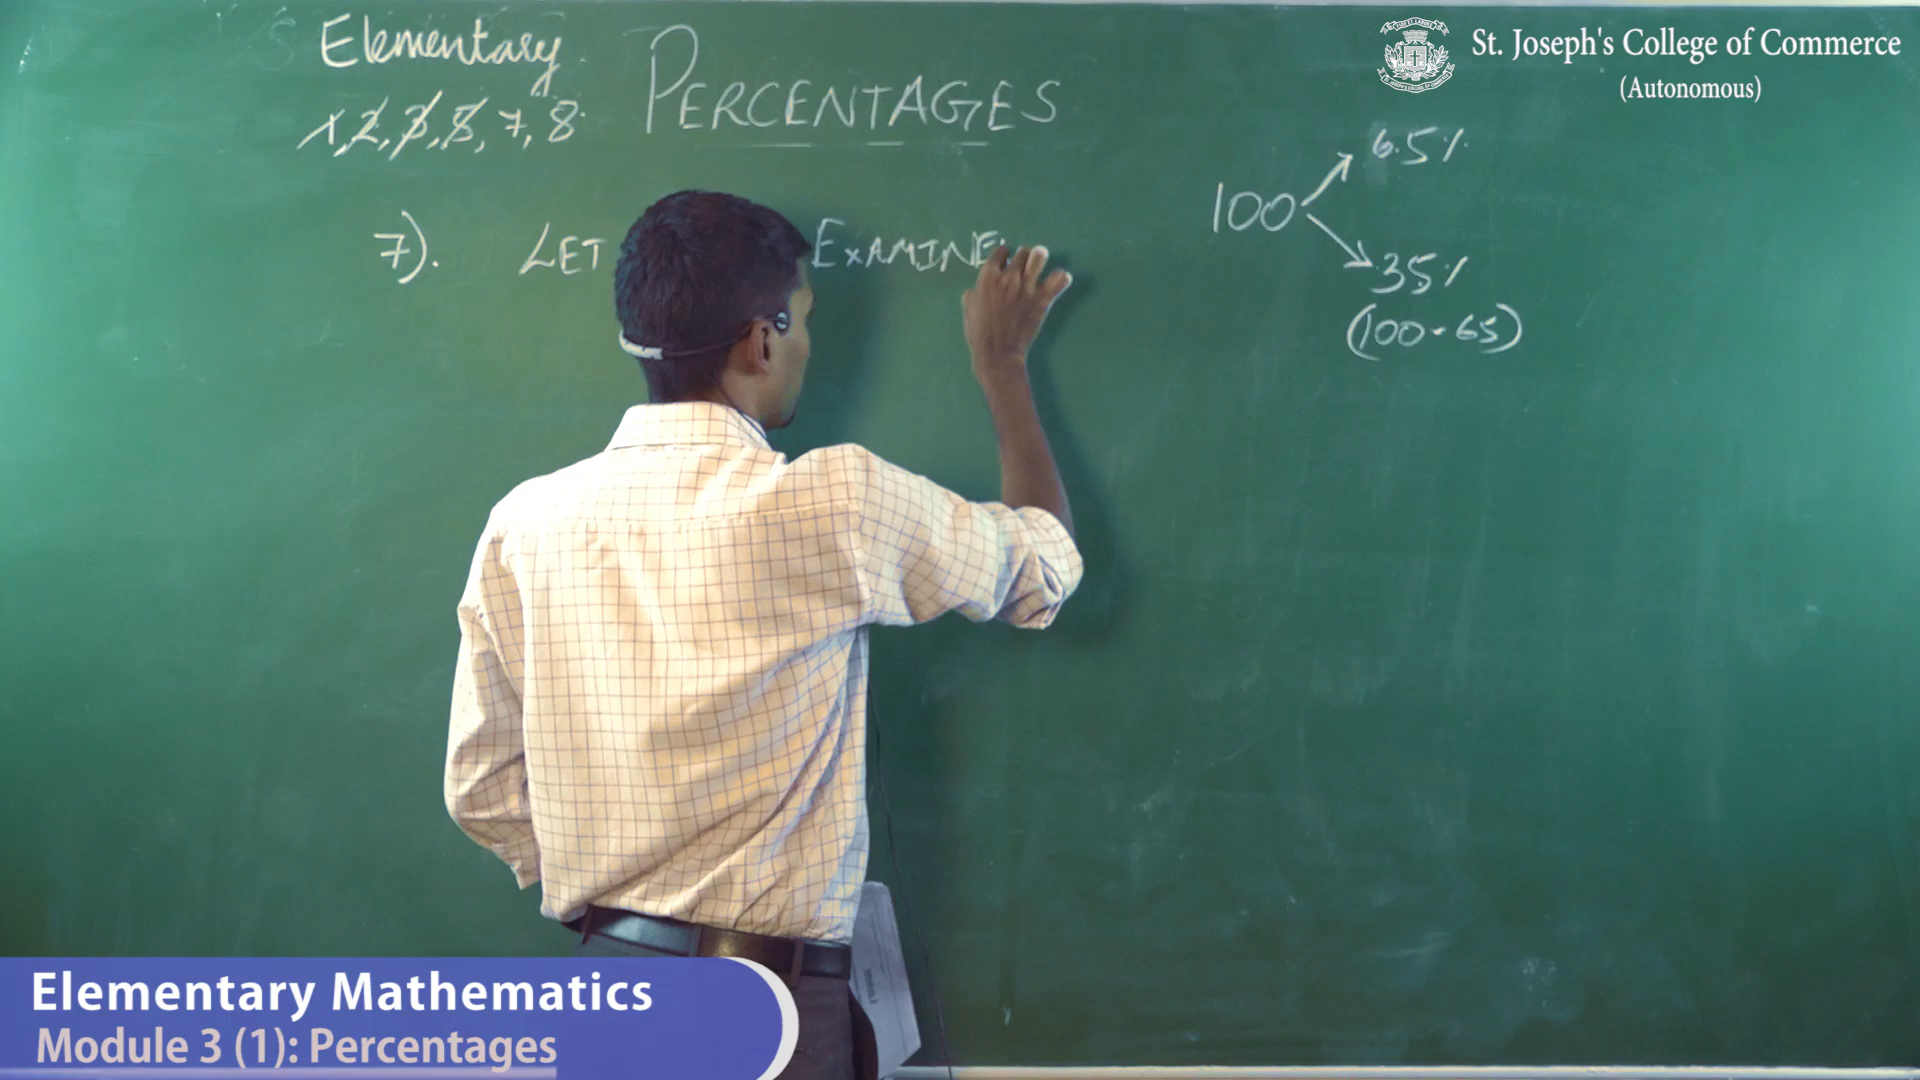 St. Joseph's College of Commerce
(Autonomous)
Elementary
PERCENTAGES
1, 2, 3, 5, 7, 8
7). LET EXAMINE
100
65%
35%
(100-65)
Elementary Mathematics
Module 3 (1): Percentages